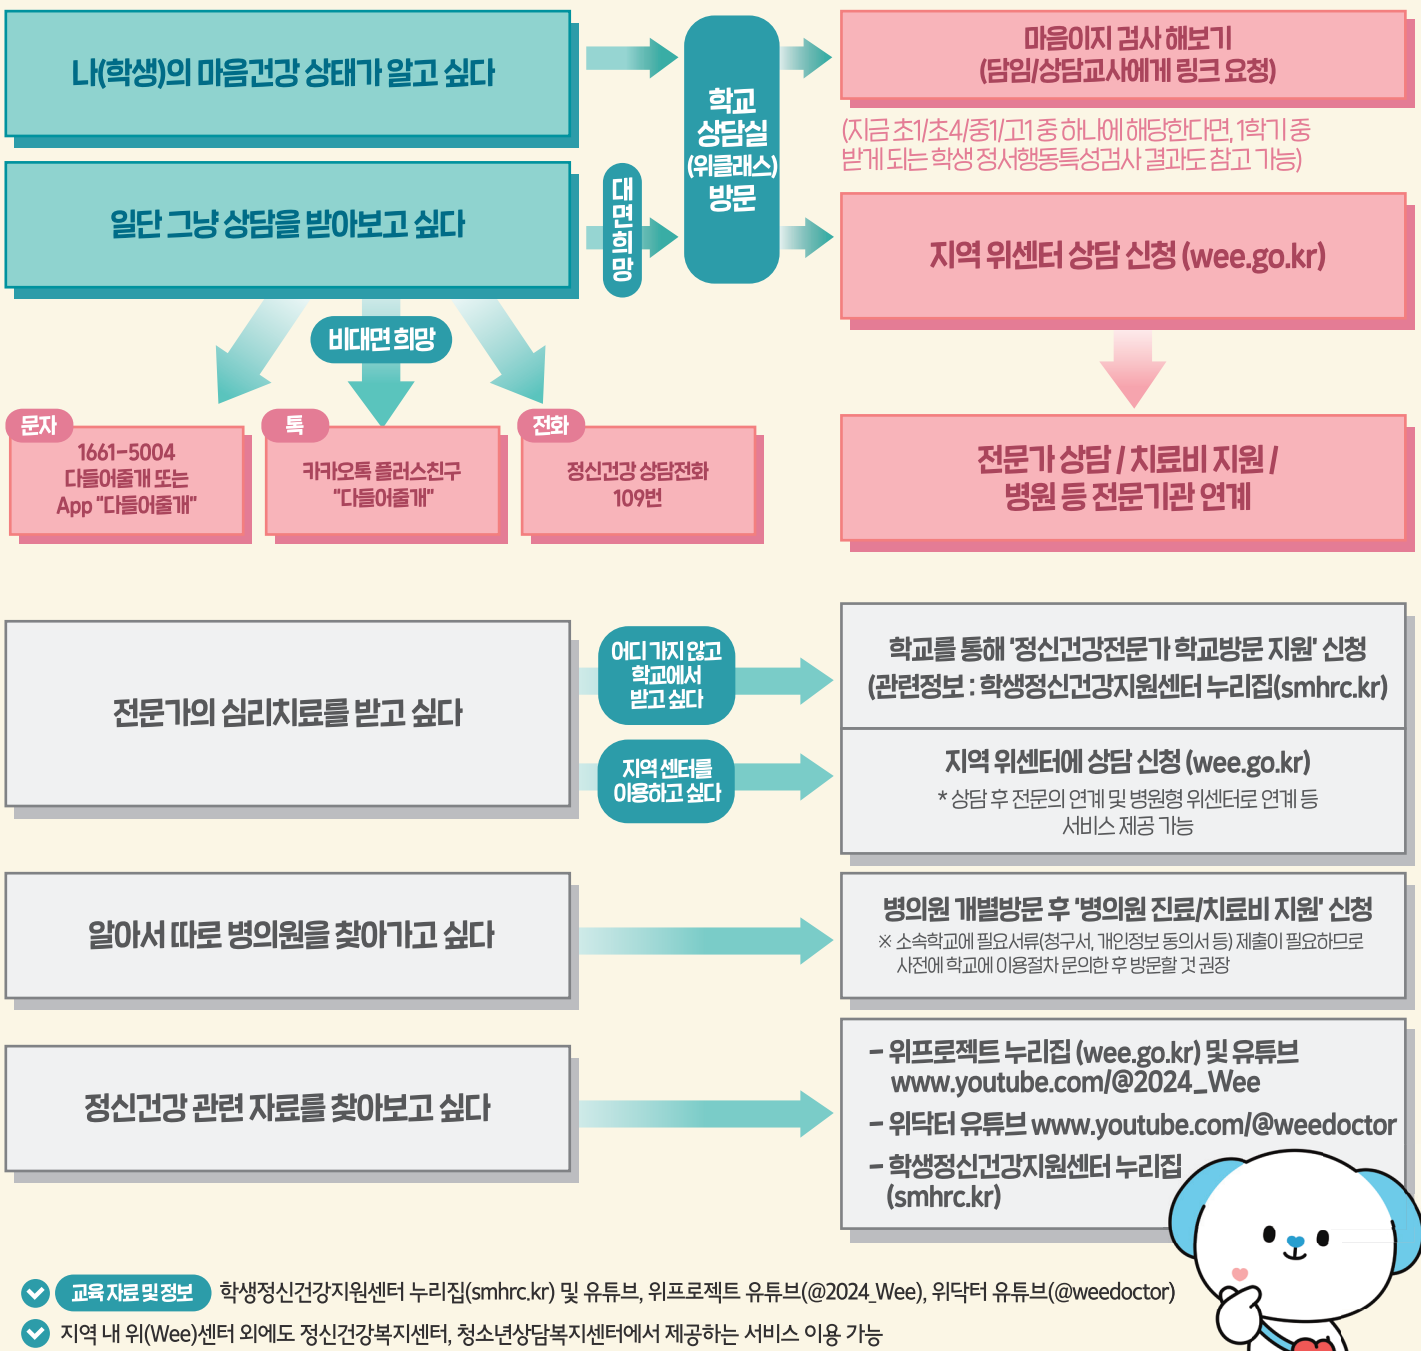 나(학생)의 마음건강 상태가 알고 싶다
일단 그냥 상담을 받아보고 싶다
대
면
희
망
학교
상담실
(위클래스)
방문
마음이지 검사 해보기
(담임/상담교사에게 링크 요청)
(지금 초1/초4/중1/고1 중 하나에 해당한다면, 1학기 중
받게 되는 학생 정서행동특성검사 결과도 참고 가능)
지역 위센터 상담 신청 (wee.go.kr)
전문가 상담 / 치료비 지원 /
병원 등 전문기관 연계
비대면 희망
문자
1661-5004
다들어줄개 또는
App "다들어줄개"
톡
카카오톡 플러스친구
"다들어줄개"
전화
정신건강 상담전화
109번
전문가의 심리치료를 받고 싶다
어디 가지 않고
학교에서
받고 싶다
학교를 통해 '정신건강전문가 학교방문 지원' 신청
(관련정보 : 학생정신건강지원센터 누리집(smhrc.kr)
지역 센터를
이용하고 싶다
지역 위센터에 상담 신청 (wee.go.kr)
* 상담 후 전문의 연계 및 병원형 위센터로 연계 등
서비스 제공 가능
알아서 따로 병의원을 찾아가고 싶다
병의원 개별방문 후 '병의원 진료/치료비 지원' 신청
※ 소속학교에 필요서류(청구서, 개인정보 동의서 등) 제출이 필요하므로
사전에 학교에 이용절차 문의한 후 방문할 것 권장
정신건강 관련 자료를 찾아보고 싶다
- 위프로젝트 누리집 (wee.go.kr) 및 유튜브
www.youtube.com/@2024_Wee
- 위닥터 유튜브 www.youtube.com/@weedoctor
- 학생정신건강지원센터 누리집
(smhrc.kr)
교육 자료 및 정보 학생정신건강지원센터 누리집(smhrc.kr) 및 유튜브, 위프로젝트 유튜브(@2024_Wee), 위닥터 유튜브(@weedoctor)
지역 내 위(Wee)센터 외에도 정신건강복지센터, 청소년상담복지센터에서 제공하는 서비스 이용 가능